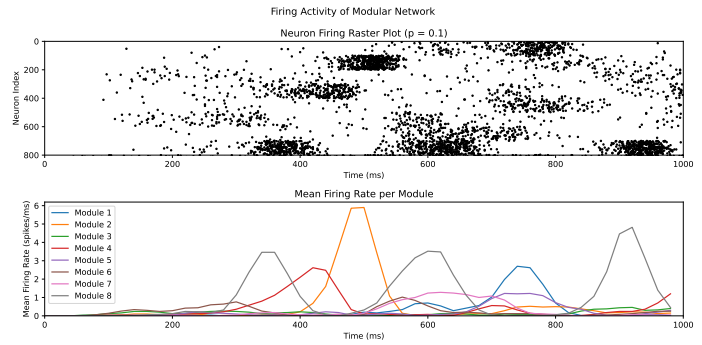 Firing Activity of Modular Network
Neuron Firing Raster Plot (p = 0.1)
Neuron Index
0
200
400
600
800
0 200 400 600 800 1000
Time (ms)
Mean Firing Rate per Module
Mean Firing Rate (spikes/ms)
6
5
4
3
2
1
0
Module 1
Module 2
Module 3
Module 4
Module 5
Module 6
Module 7
Module 8
0 200 400 600 800 1000
Time (ms)